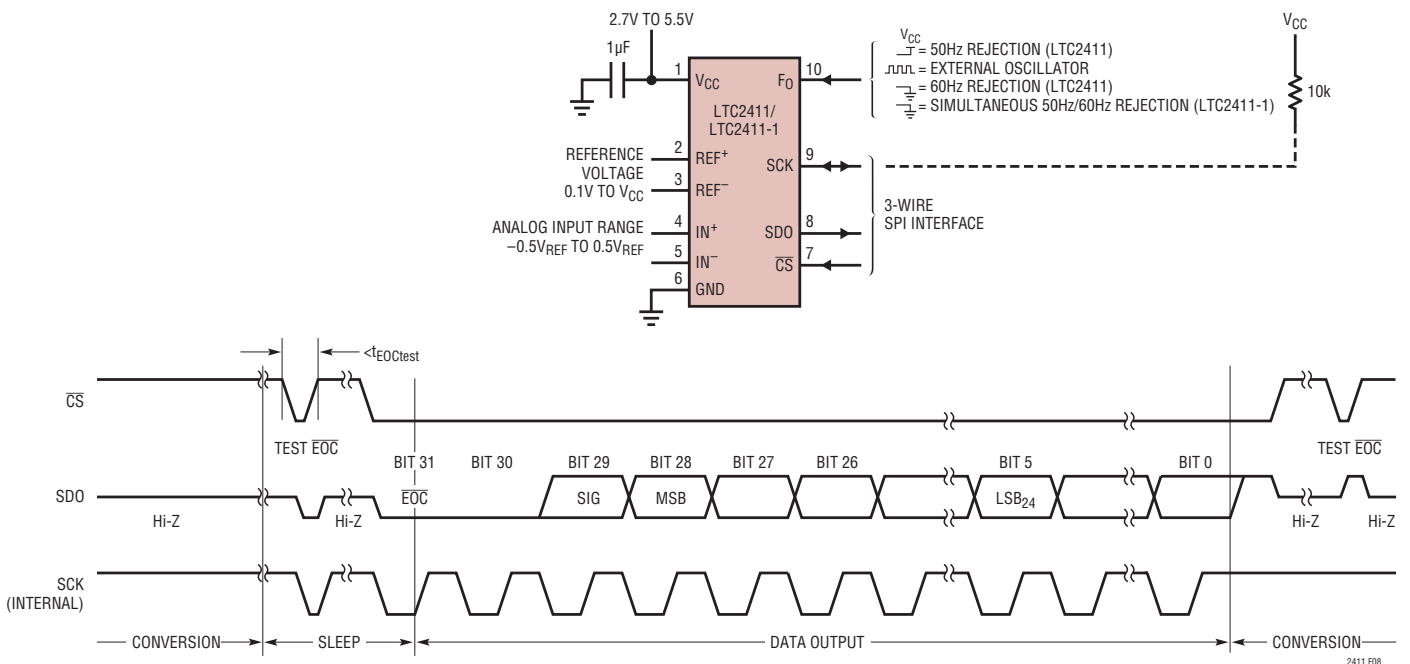 2.7V TO 5.5V
1µF
1
VCC
2
REF+
3
REF−
4
IN+
5
IN−
6
GND
LTC2411/
LTC2411-1
10
FO
9
SCK
8
SDO
7
CS
REFERENCE
VOLTAGE
0.1V TO VCC
ANALOG INPUT RANGE
−0.5VREF TO 0.5VREF
VCC
= 50Hz REJECTION (LTC2411)
= EXTERNAL OSCILLATOR
= 60Hz REJECTION (LTC2411)
= SIMULTANEOUS 50Hz/60Hz REJECTION (LTC2411-1)
3-WIRE
SPI INTERFACE
VCC
10k
<tEOCtest
CS
TEST EOC
TEST EOC
BIT 31 BIT 30 BIT 29 BIT 28 BIT 27 BIT 26 BIT 5 BIT 0
SDO
EOC SIG MSB LSB24
Hi-Z Hi-Z Hi-Z Hi-Z
SCK
(INTERNAL)
CONVERSION SLEEP DATA OUTPUT CONVERSION
2411 F08